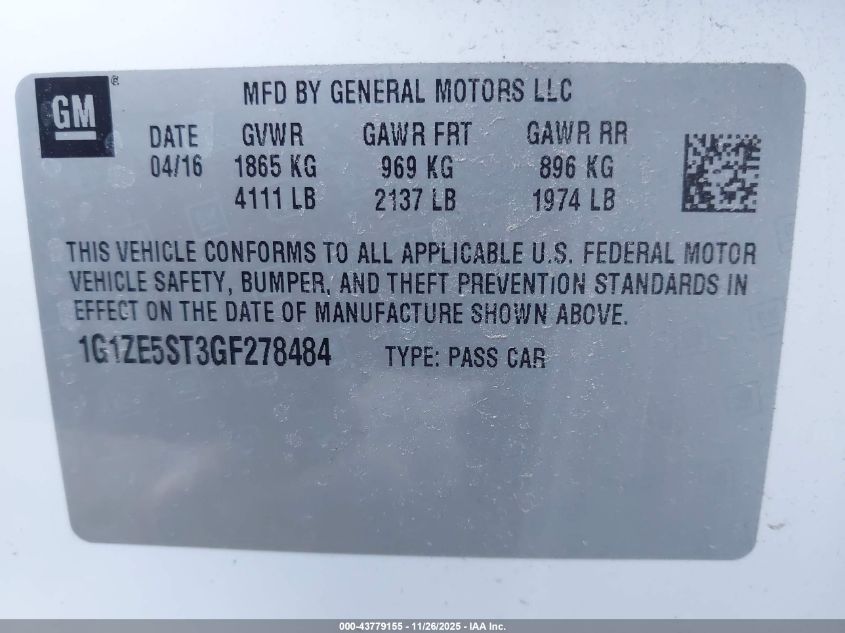 GM ®
MFD BY GENERAL MOTORS LLC
DATE GVWR GAWR FRT GAWR RR
04/16 1865 KG 969 KG 896 KG
4111 LB 2137 LB 1974 LB
THIS VEHICLE CONFORMS TO ALL APPLICABLE U.S. FEDERAL MOTOR
VEHICLE SAFETY, BUMPER, AND THEFT PREVENTION STANDARDS IN
EFFECT ON THE DATE OF MANUFACTURE SHOWN ABOVE.
1G1ZE5ST3GF278484 TYPE: PASS CAR
000-43779155 - 11/26/2025 - IAA Inc.